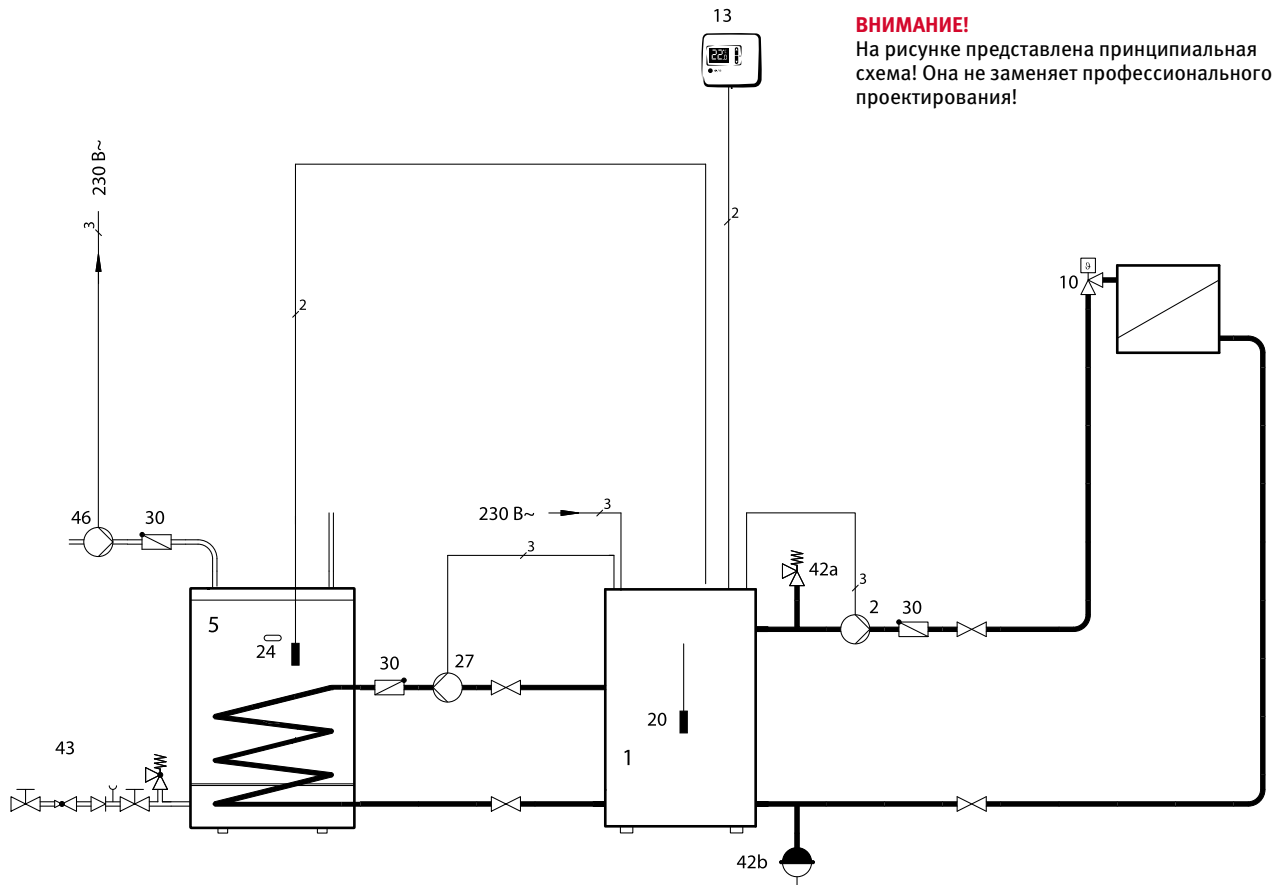 13
ВНИМАНИЕ!
На рисунке представлена принципиальная
схема! Она не заменяет профессионального
проектирования!
230 В~
3
2
2
10
46
30
230 В~
3
3
42a
3
2
30
5
24
30
27
20
1
43
42b